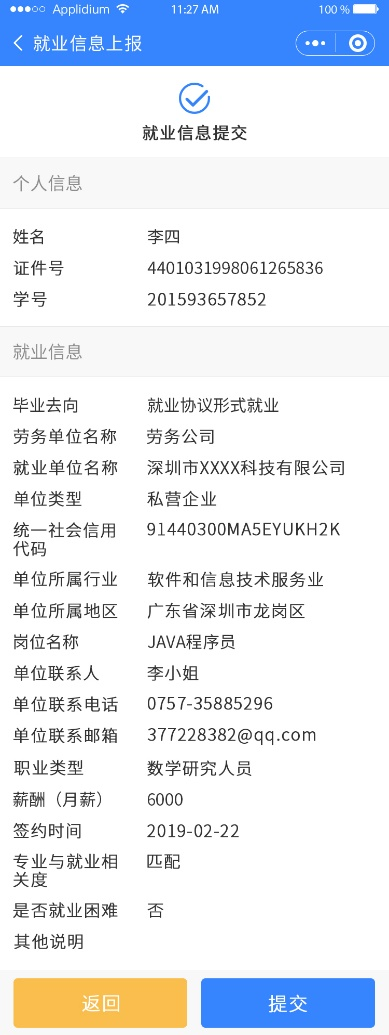 Applidium 11:27 AM 100 %
就业信息上报
就业信息提交
个人信息
姓名 李四
证件号 4401031998061265836
学号 201593657852
就业信息
毕业去向 就业协议形式就业
劳务单位名称 劳务公司
就业单位名称 深圳市XXXX科技有限公司
单位类型 私营企业
统一社会信用 91440300MA5EYUKH2K
代码
单位所属行业 软件和信息技术服务业
单位所属地区 广东省深圳市龙岗区
岗位名称 JAVA程序员
单位联系人 李小姐
单位联系电话 0757-35885296
单位联系邮箱 377228382@qq.com
职业类型 数学研究人员
薪酬（月薪） 6000
签约时间 2019-02-22
专业与就业相 匹配
关度
是否就业困难 否
其他说明
返回 提交